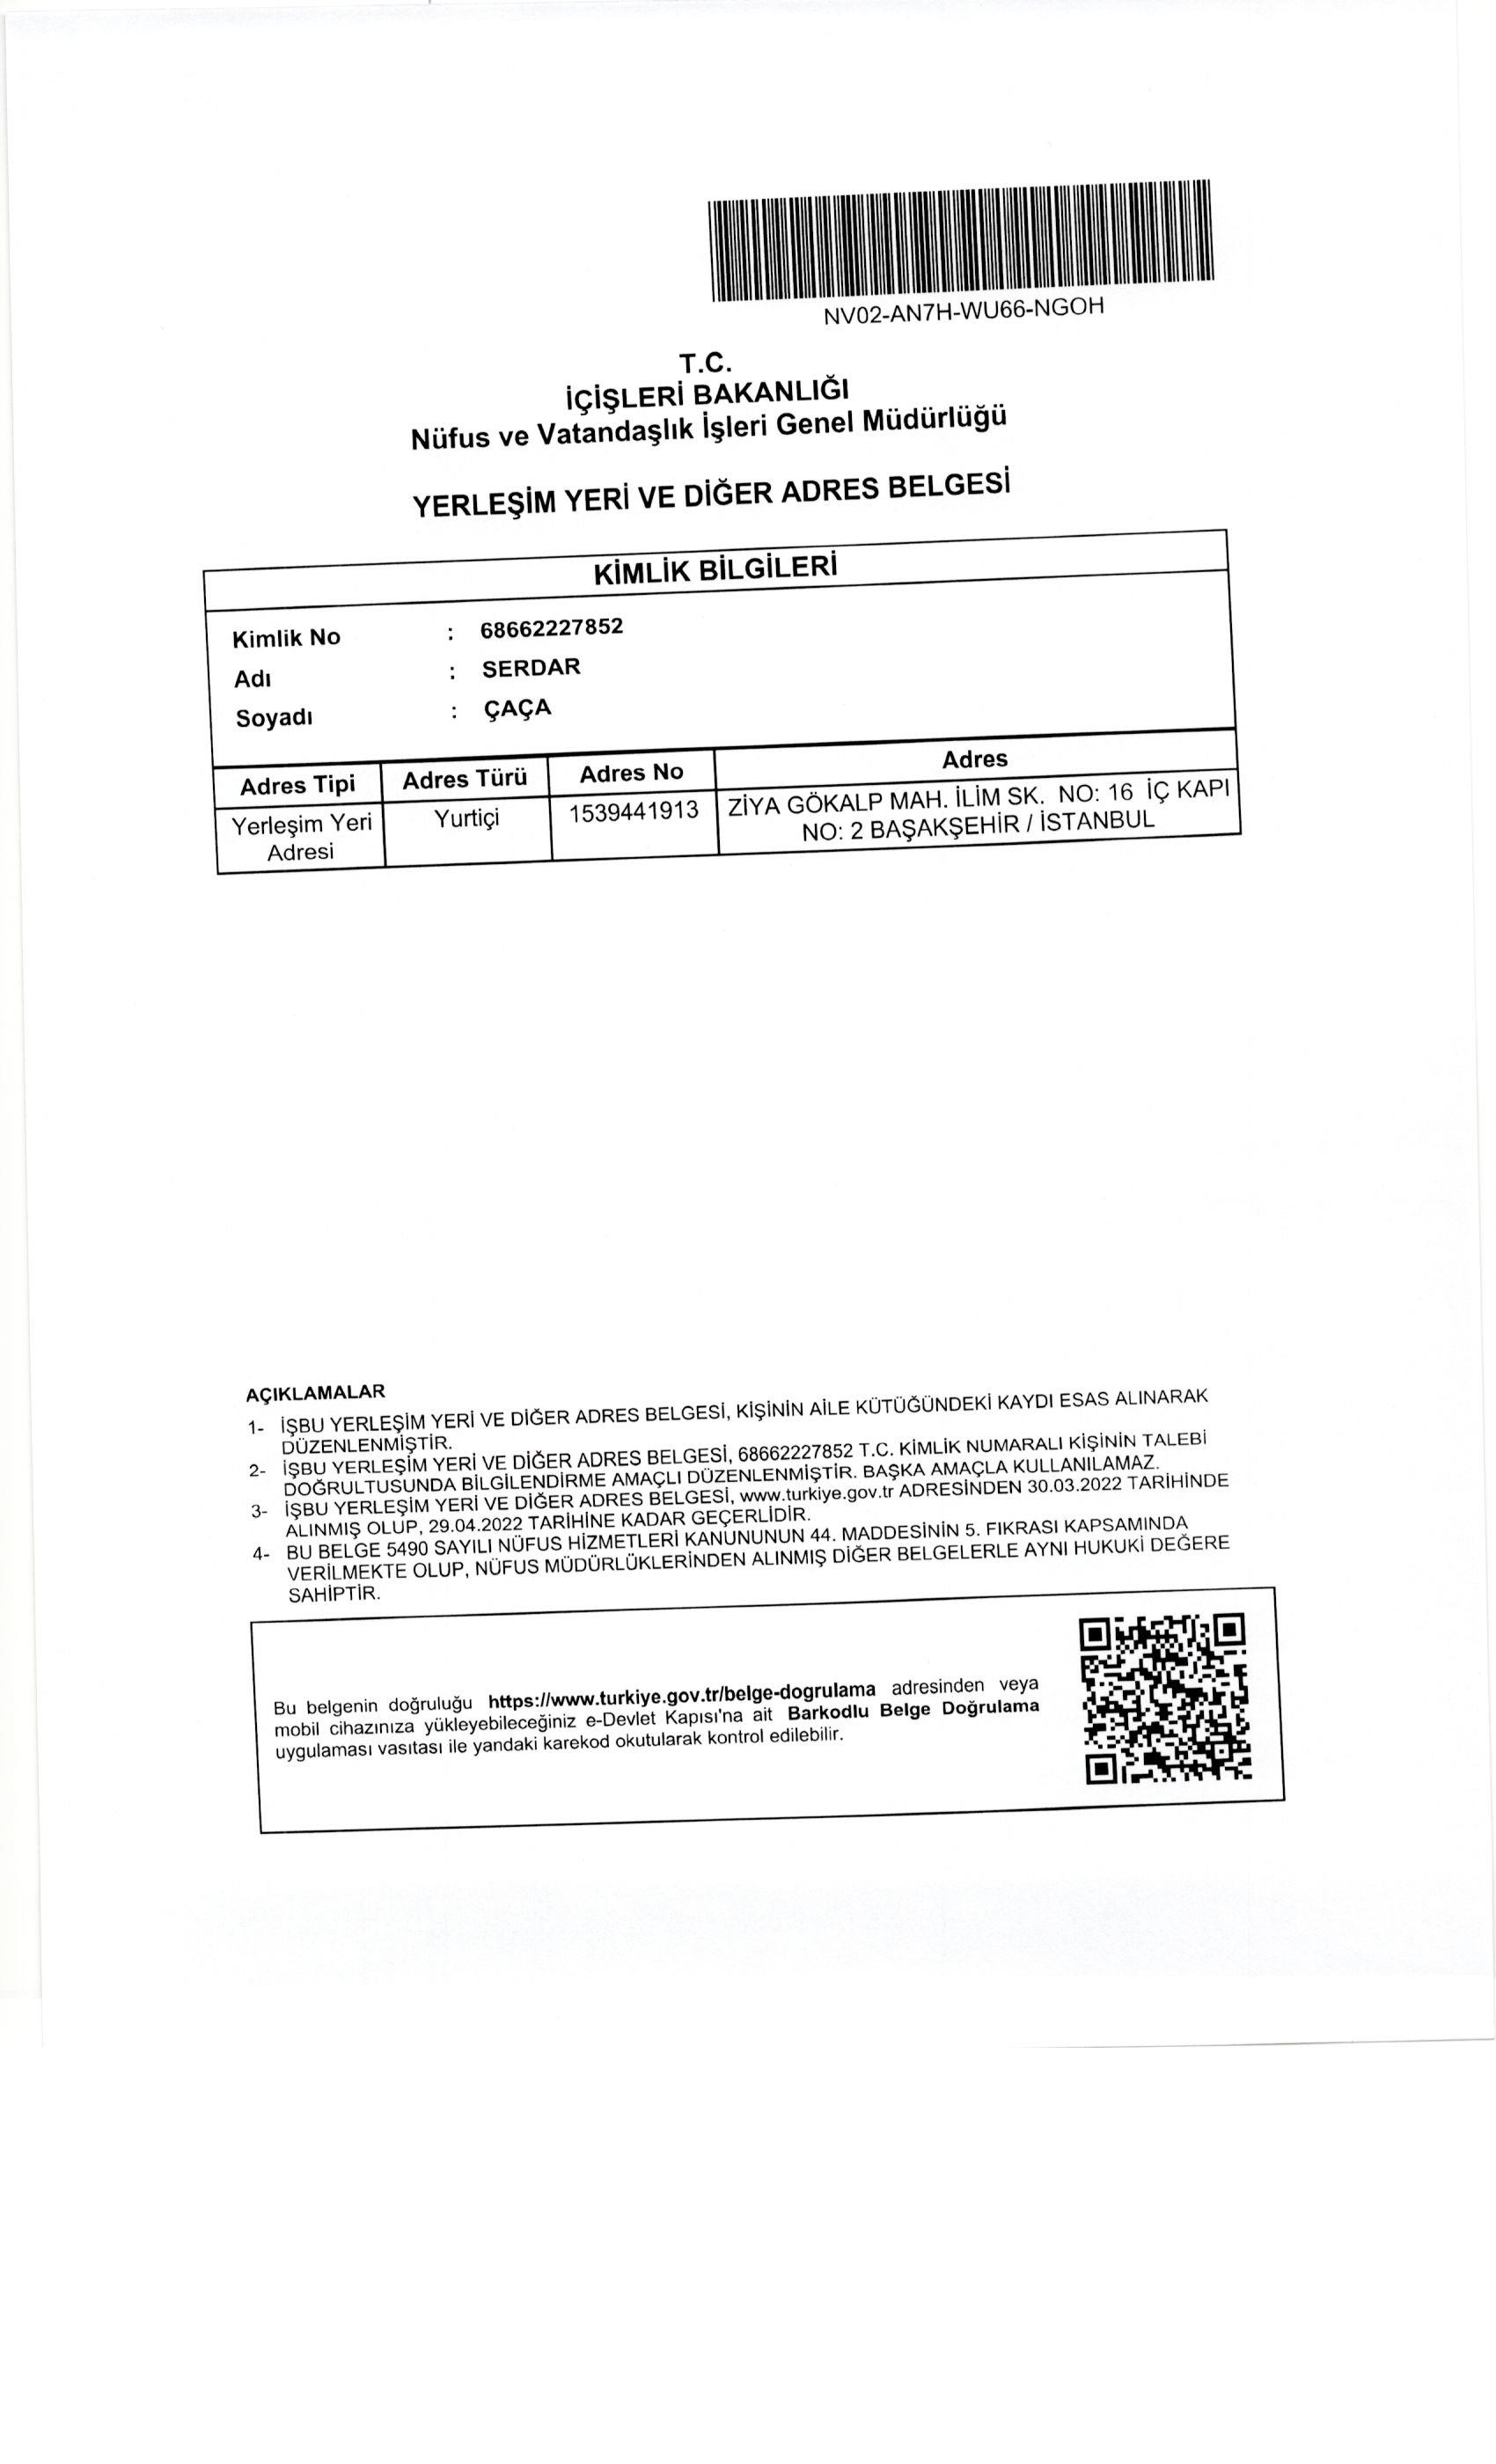 NV02-AN7H-WU66-NGOH
T.C.
İÇİŞLERİ BAKANLIĞI
Nüfus ve Vatandaşlık İşleri Genel Müdürlüğü
YERLEŞİM YERİ VE DİĞER ADRES BELGESİ
KİMLİK BİLGİLERİ
Kimlik No : 68662227852
Adı : SERDAR
Soyadı : ÇAÇA
Adres Tipi Adres Türü Adres No Adres
Yerleşim Yeri Yurtiçi 1539441913 ZİYA GÖKALP MAH. İLİM SK. NO: 16 İÇ KAPI
Adresi NO: 2 BAŞAKŞEHİR / İSTANBUL
AÇIKLAMALAR
1- İŞBU YERLEŞİM YERİ VE DİĞER ADRES BELGESİ, KİŞİNİN AİLE KÜTÜĞÜNDEKİ KAYDI ESAS ALINARAK
DÜZENLENMİŞTİR.
2- İŞBU YERLEŞİM YERİ VE DİĞER ADRES BELGESİ, 68662227852 T.C. KİMLİK NUMARALI KİŞİNİN TALEBİ
DOĞRULTUSUNDA BİLGİLENDİRME AMAÇLI DÜZENLENMİŞTİR. BAŞKA AMAÇLA KULLANILAMAZ.
3- İŞBU YERLEŞİM YERİ VE DİĞER ADRES BELGESİ, www.turkiye.gov.tr ADRESİNDEN 30.03.2022 TARİHİNDE
ALINMIŞ OLUP, 29.04.2022 TARİHİNE KADAR GEÇERLİDİR.
4- BU BELGE 5490 SAYILI NÜFUS HİZMETLERİ KANUNUNUN 44. MADDESİNİN 5. FIKRASI KAPSAMINDA
VERİLMEKTE OLUP, NÜFUS MÜDÜRLÜKLERİNDEN ALINMIŞ DİĞER BELGELERLE AYNI HUKUKİ DEĞERE
SAHİPTİR.
Bu belgenin doğruluğu https://www.turkiye.gov.tr/belge-dogrulama adresinden veya
mobil cihazınıza yükleyebileceğiniz e-Devlet Kapısı'na ait Barkodlu Belge Doğrulama
uygulaması vasıtası ile yandaki karekod okutularak kontrol edilebilir.